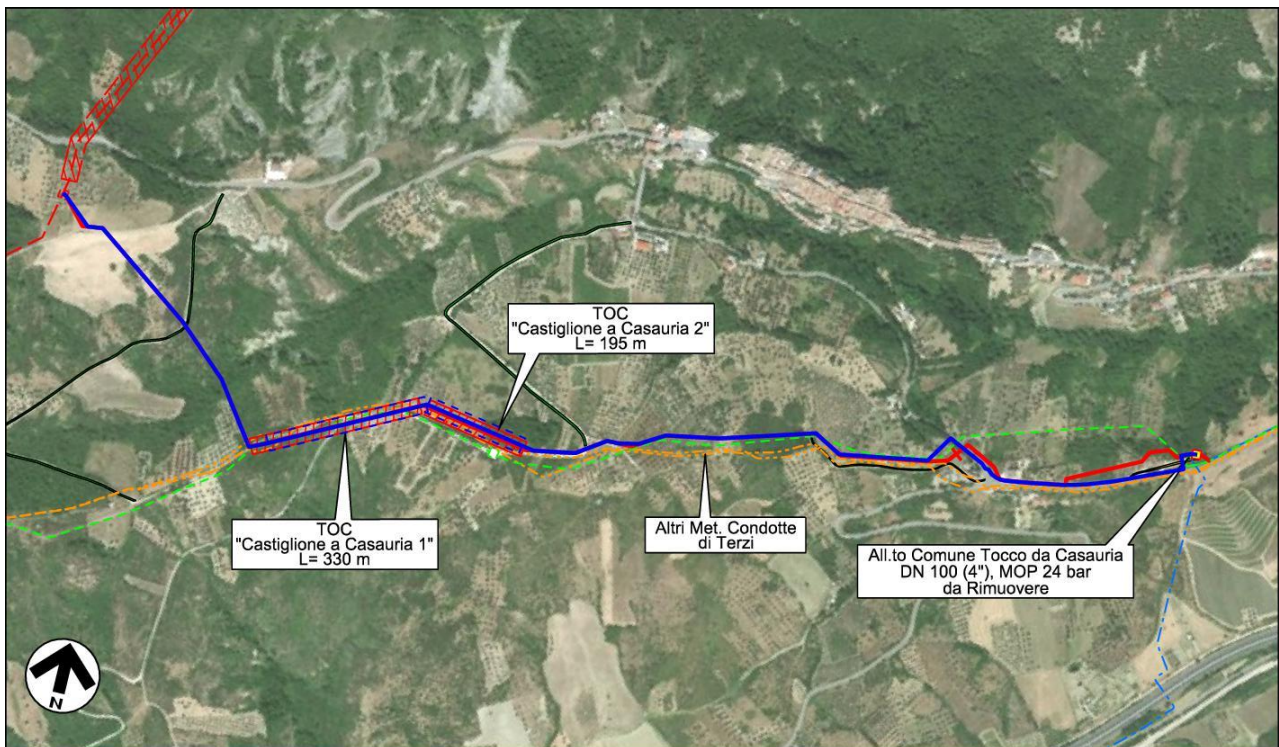 TOC
"Castiglione a Casauria 2"
L= 195 m
TOC
"Castiglione a Casauria 1"
L= 330 m
Altri Met. Condotte
di Terzi
All.to Comune Tocco da Casauria
DN 100 (4"), MOP 24 bar
da Rimuovere
N